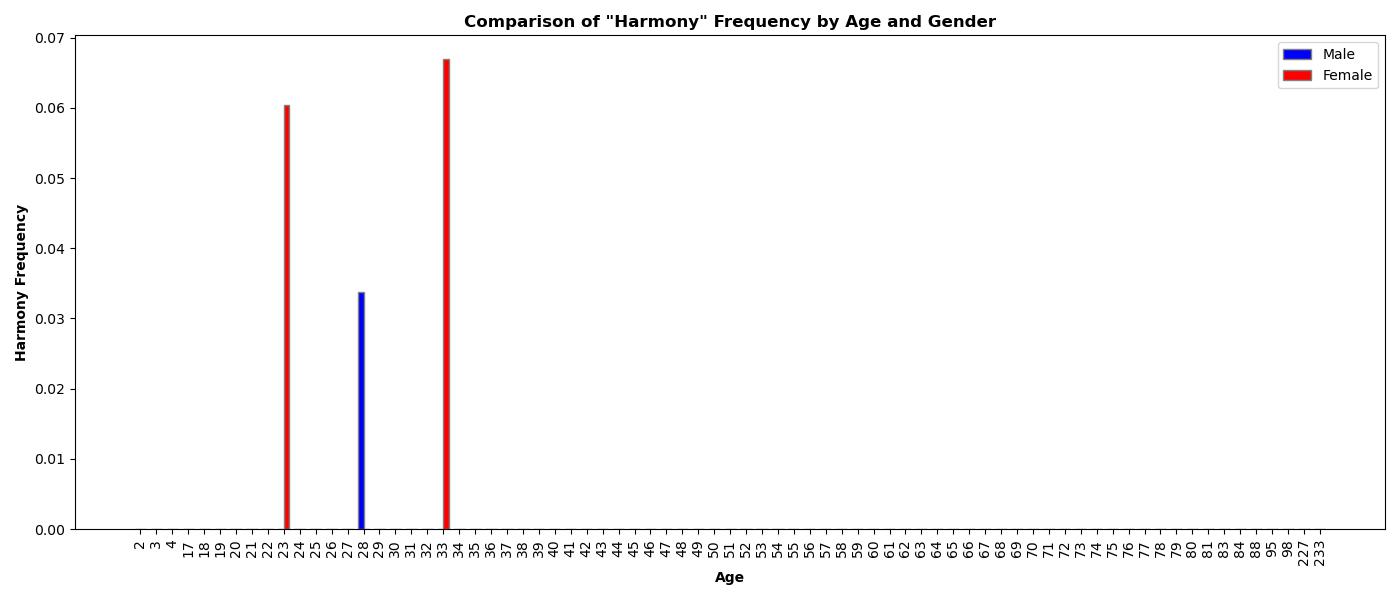 Comparison of "Harmony" Frequency by Age and Gender
Male
Female
Harmony Frequency
0.07
0.06
0.05
0.04
0.03
0.02
0.01
0.00
2 3 4 17 18 19 20 21 22 23 24 25 26 27 28 29 30 31 32 33 34 35 36 37 38 39 40 41 42 43 44 45 46 47 48 49 50 51 52 53 54 55 56 57 58 59 60 61 62 63 64 65 66 67 68 69 70 71 72 73 74 75 76 77 78 79 80 81 83 84 88 95 98 227 233
Age